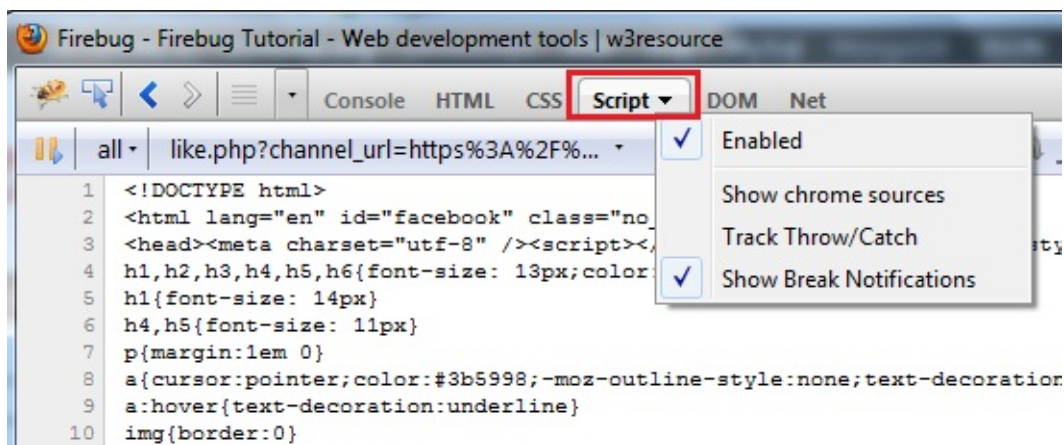 Firebug - Firebug Tutorial - Web development tools | w3resource
Console HTML CSS Script DOM Net
all like.php?channel_url=https%3A%2F%...
Enabled
Show chrome sources
Track Throw/Catch
Show Break Notifications
1 <!DOCTYPE html>
2 <html lang="en" id="facebook" class="no_
3 <head><meta charset="utf-8" /><script></ sty
4 h1,h2,h3,h4,h5,h6{font-size: 13px;color:
5 h1{font-size: 14px}
6 h4,h5{font-size: 11px}
7 p{margin:1em 0}
8 a{cursor:pointer;color:#3b5998;-moz-outline-style:none;text-decoration
9 a:hover{text-decoration:underline}
10 img{border:0}